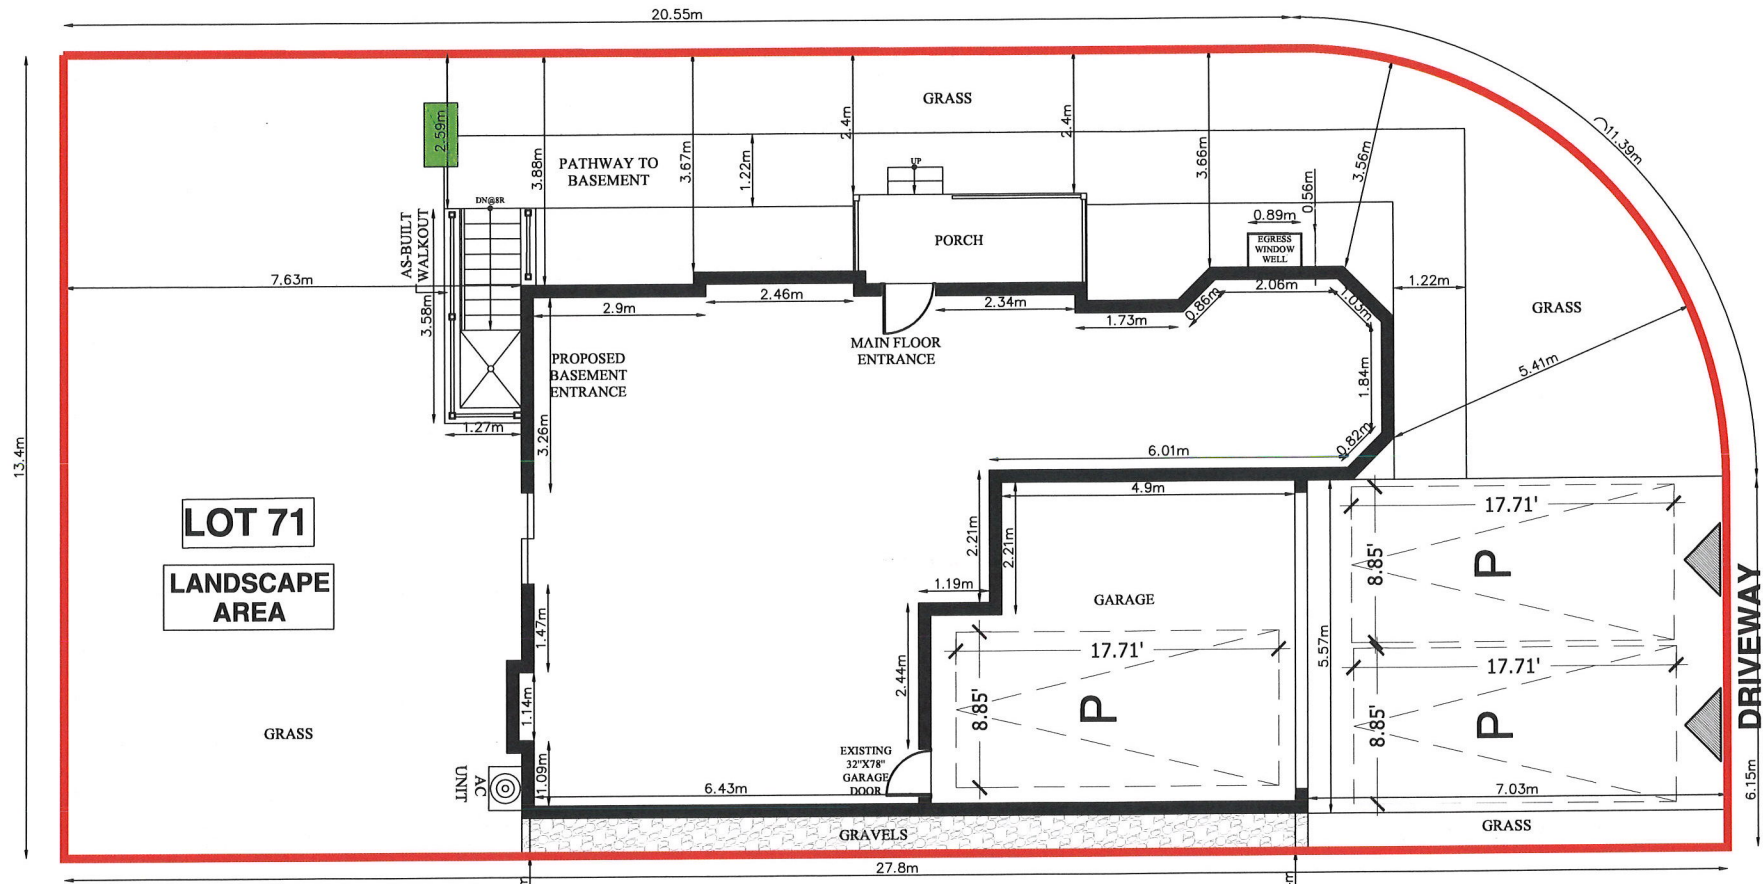 20.55m
11.39m
13.4m
2.59m
3.88m
3.67m
2.4m
2.4m
3.66m
3.56m
GRASS
PATHWAY TO
BASEMENT
1.22m
UP
DN@8R
AS-BUILT
WALKOUT
3.58m
7.63m
PORCH
0.89m
0.56m
EGRESS
WINDOW
WELL
1.22m
GRASS
2.9m
2.46m
2.34m
1.73m
0.86m
2.06m
1.03m
1.84m
0.82m
5.41m
MAIN FLOOR
ENTRANCE
PROPOSED
BASEMENT
ENTRANCE
1.27m
3.26m
6.01m
4.9m
LOT 71
LANDSCAPE
AREA
2.21m
2.21m
1.19m
GARAGE
17.71'
8.85'
P
5.57m
17.71'
8.85'
P
17.71'
8.85'
P
DRIVEWAY
6.15m
1.47m
1.14m
1.09m
2.44m
GRASS
AC
UNIT
EXISTING
32"X78"
GARAGE
DOOR
6.43m
7.03m
GRAVELS
GRASS
27.8m